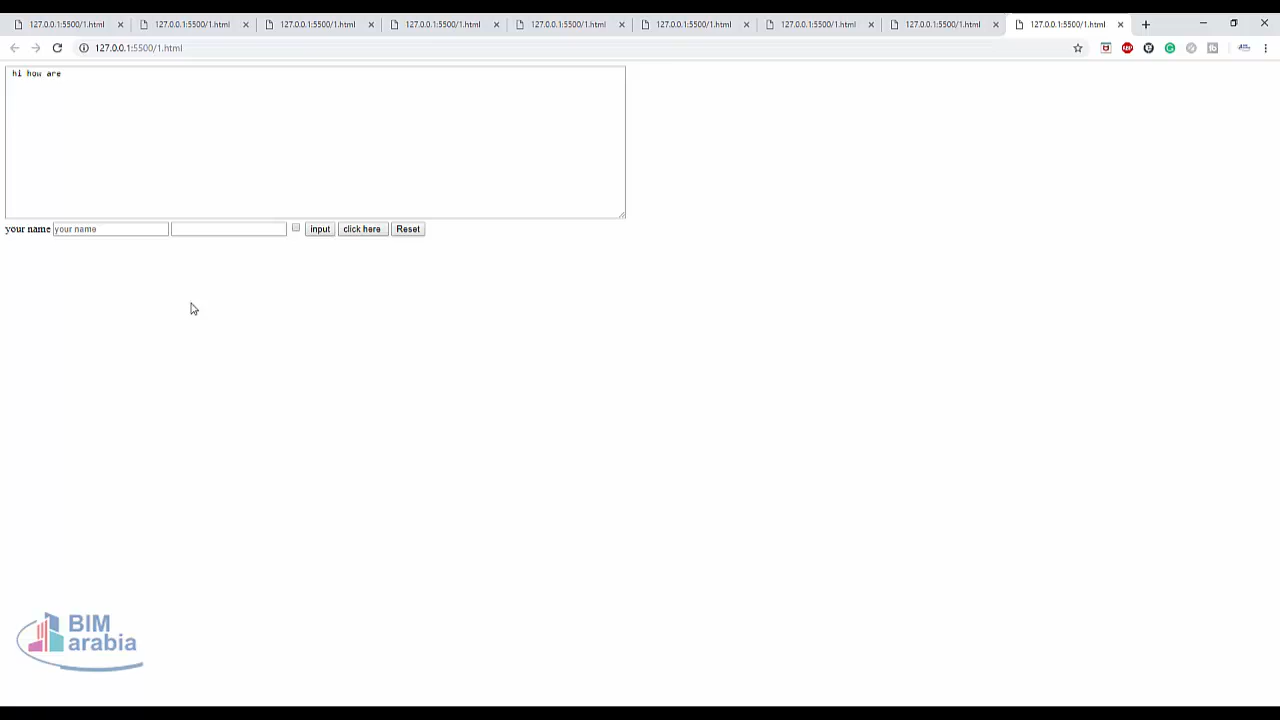 127.0.0.1:5500/1.html 127.0.0.1:5500/1.html 127.0.0.1:5500/1.html 127.0.0.1:5500/1.html 127.0.0.1:5500/1.html 127.0.0.1:5500/1.html 127.0.0.1:5500/1.html 127.0.0.1:5500/1.html 127.0.0.1:5500/1.html
127.0.0.1:5500/1.html
hi how are
your name your name input click here Reset
BIM
arabia